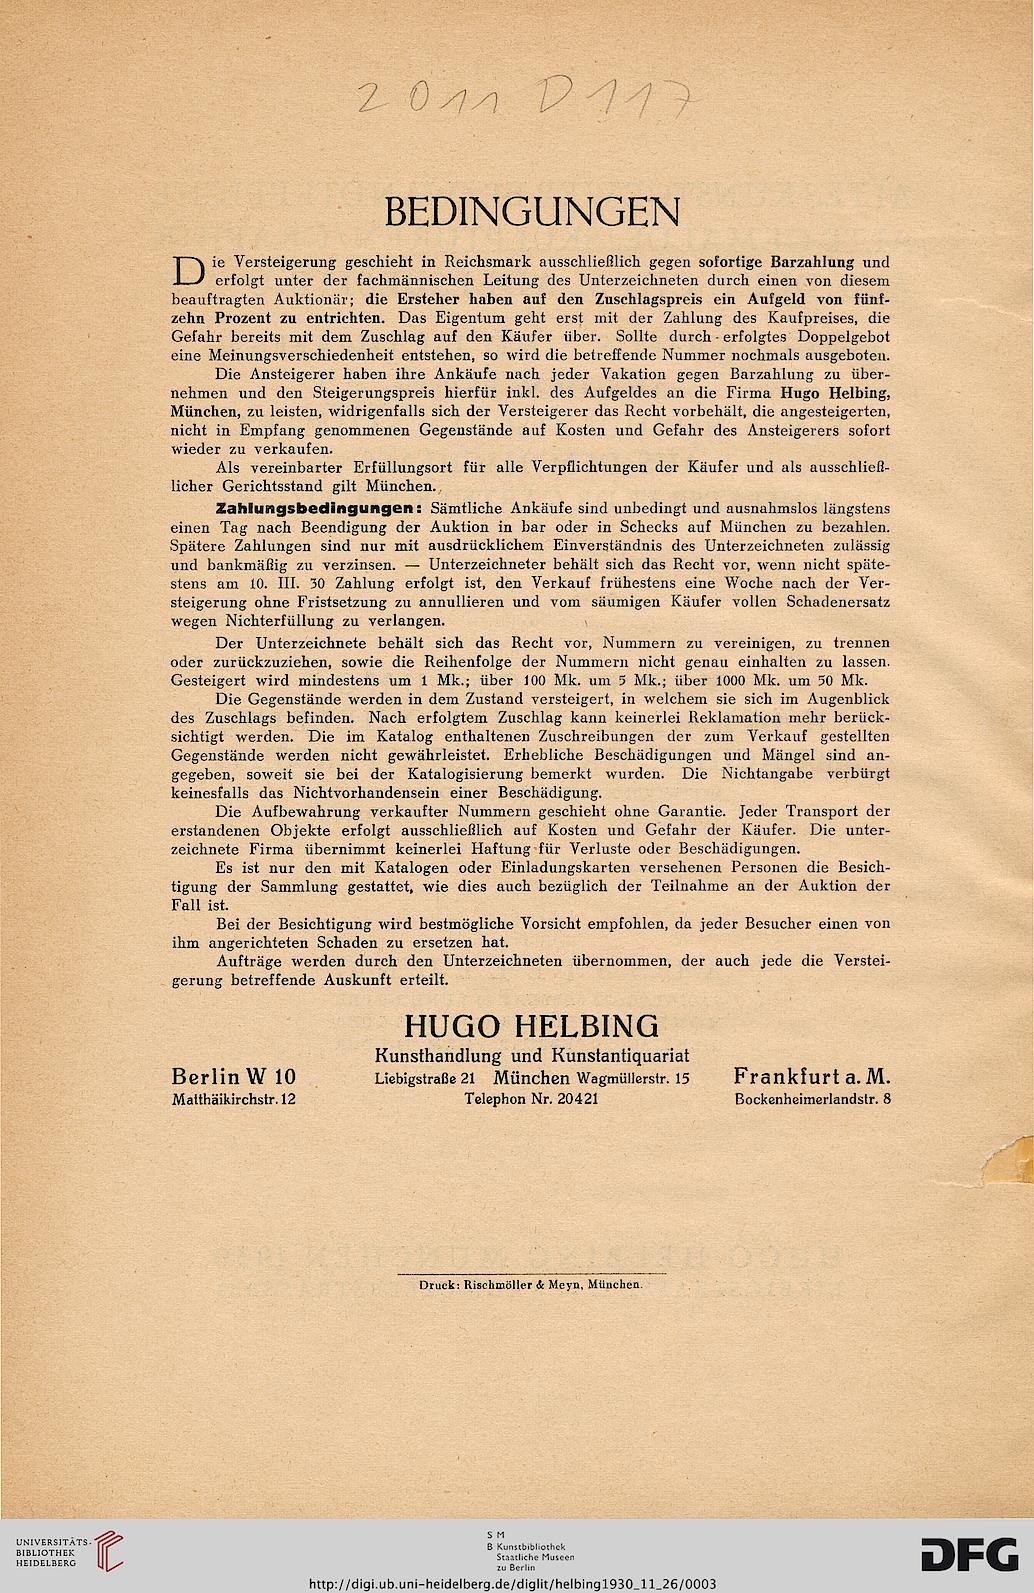 2011 D 117
BEDINGUNGEN
Die Versteigerung geschieht in Reichsmark ausschließlich gegen sofortige Barzahlung und
erfolgt unter der fachmännischen Leitung des Unterzeichneten durch einen von diesem
beauftragten Auktionär; die Ersteher haben auf den Zuschlagspreis ein Aufgeld von fünf-
zehn Prozent zu entrichten. Das Eigentum geht erst mit der Zahlung des Kaufpreises, die
Gefahr bereits mit dem Zuschlag auf den Käufer über. Sollte durch erfolgtes Doppelgebot
eine Meinungsverschiedenheit entstehen, so wird die betreffende Nummer nochmals ausgeboten.
Die Ansteigerer haben ihre Ankäufe nach jeder Vakation gegen Barzahlung zu über-
nehmen und den Steigerungspreis hierfür inkl. des Aufgeldes an die Firma Hugo Helbing,
München, zu leisten, widrigenfalls sich der Versteigerer das Recht vorbehält, die angesteigerten,
nicht in Empfang genommenen Gegenstände auf Kosten und Gefahr des Ansteigerers sofort
wieder zu verkaufen.
Als vereinbarter Erfüllungsort für alle Verpflichtungen der Käufer und als ausschließ-
licher Gerichtsstand gilt München.
Zahlungsbedingungen: Sämtliche Ankäufe sind unbedingt und ausnahmslos längstens
einen Tag nach Beendigung der Auktion in bar oder in Schecks auf München zu bezahlen.
Spätere Zahlungen sind nur mit ausdrücklichem Einverständnis des Unterzeichneten zulässig
und bankmäßig zu verzinsen. — Unterzeichneter behält sich das Recht vor, wenn nicht späte-
stens am 10. III. 30 Zahlung erfolgt ist, den Verkauf frühestens eine Woche nach der Ver-
steigerung ohne Fristsetzung zu annullieren und vom säumigen Käufer vollen Schadenersatz
wegen Nichterfüllung zu verlangen.
Der Unterzeichnete behält sich das Recht vor, Nummern zu vereinigen, zu trennen
oder zurückzuziehen, sowie die Reihenfolge der Nummern nicht genau einhalten zu lassen.
Gesteigert wird mindestens um 1 Mk.; über 100 Mk. um 5 Mk.; über 1000 Mk. um 50 Mk.
Die Gegenstände werden in dem Zustand versteigert, in welchem sie sich im Augenblick
des Zuschlags befinden. Nach erfolgtem Zuschlag kann keinerlei Reklamation mehr berück-
sichtigt werden. Die im Katalog enthaltenen Zuschreibungen der zum Verkauf gestellten
Gegenstände werden nicht gewährleistet. Erhebliche Beschädigungen und Mängel sind an-
gegeben, soweit sie bei der Katalogisierung bemerkt wurden. Die Nichtangabe verbürgt
keinesfalls das Nichtvorhandensein einer Beschädigung.
Die Aufbewahrung verkaufter Nummern geschieht ohne Garantie. Jeder Transport der
erstandenen Objekte erfolgt ausschließlich auf Kosten und Gefahr der Käufer. Die unter-
zeichnete Firma übernimmt keinerlei Haftung für Verluste oder Beschädigungen.
Es ist nur den mit Katalogen oder Einladungskarten versehenen Personen die Besich-
tigung der Sammlung gestattet, wie dies auch bezüglich der Teilnahme an der Auktion der
Fall ist.
Bei der Besichtigung wird bestmögliche Vorsicht empfohlen, da jeder Besucher einen von
ihm angerichteten Schaden zu ersetzen hat.
Aufträge werden durch den Unterzeichneten übernommen, der auch jede die Verstei-
gerung betreffende Auskunft erteilt.
HUGO HELBING
Kunsthandlung und Kunstantiquariat
Berlin W 10 Liebigstraße 21 München Wagmüllerstr. 15 Frankfurt a. M.
Matthäikirchstr. 12 Telephon Nr. 20421 Bockenheimerlandstr. 8
Druck: Rischmöller & Meyn, München.
UNIVERSITÄTS-
BIBLIOTHEK
HEIDELBERG
S M
B Kunstbibliothek
Staatliche Museen
zu Berlin
DFG
http://digi.ub.uni-heidelberg.de/diglit/helbing1930_11_26/0003